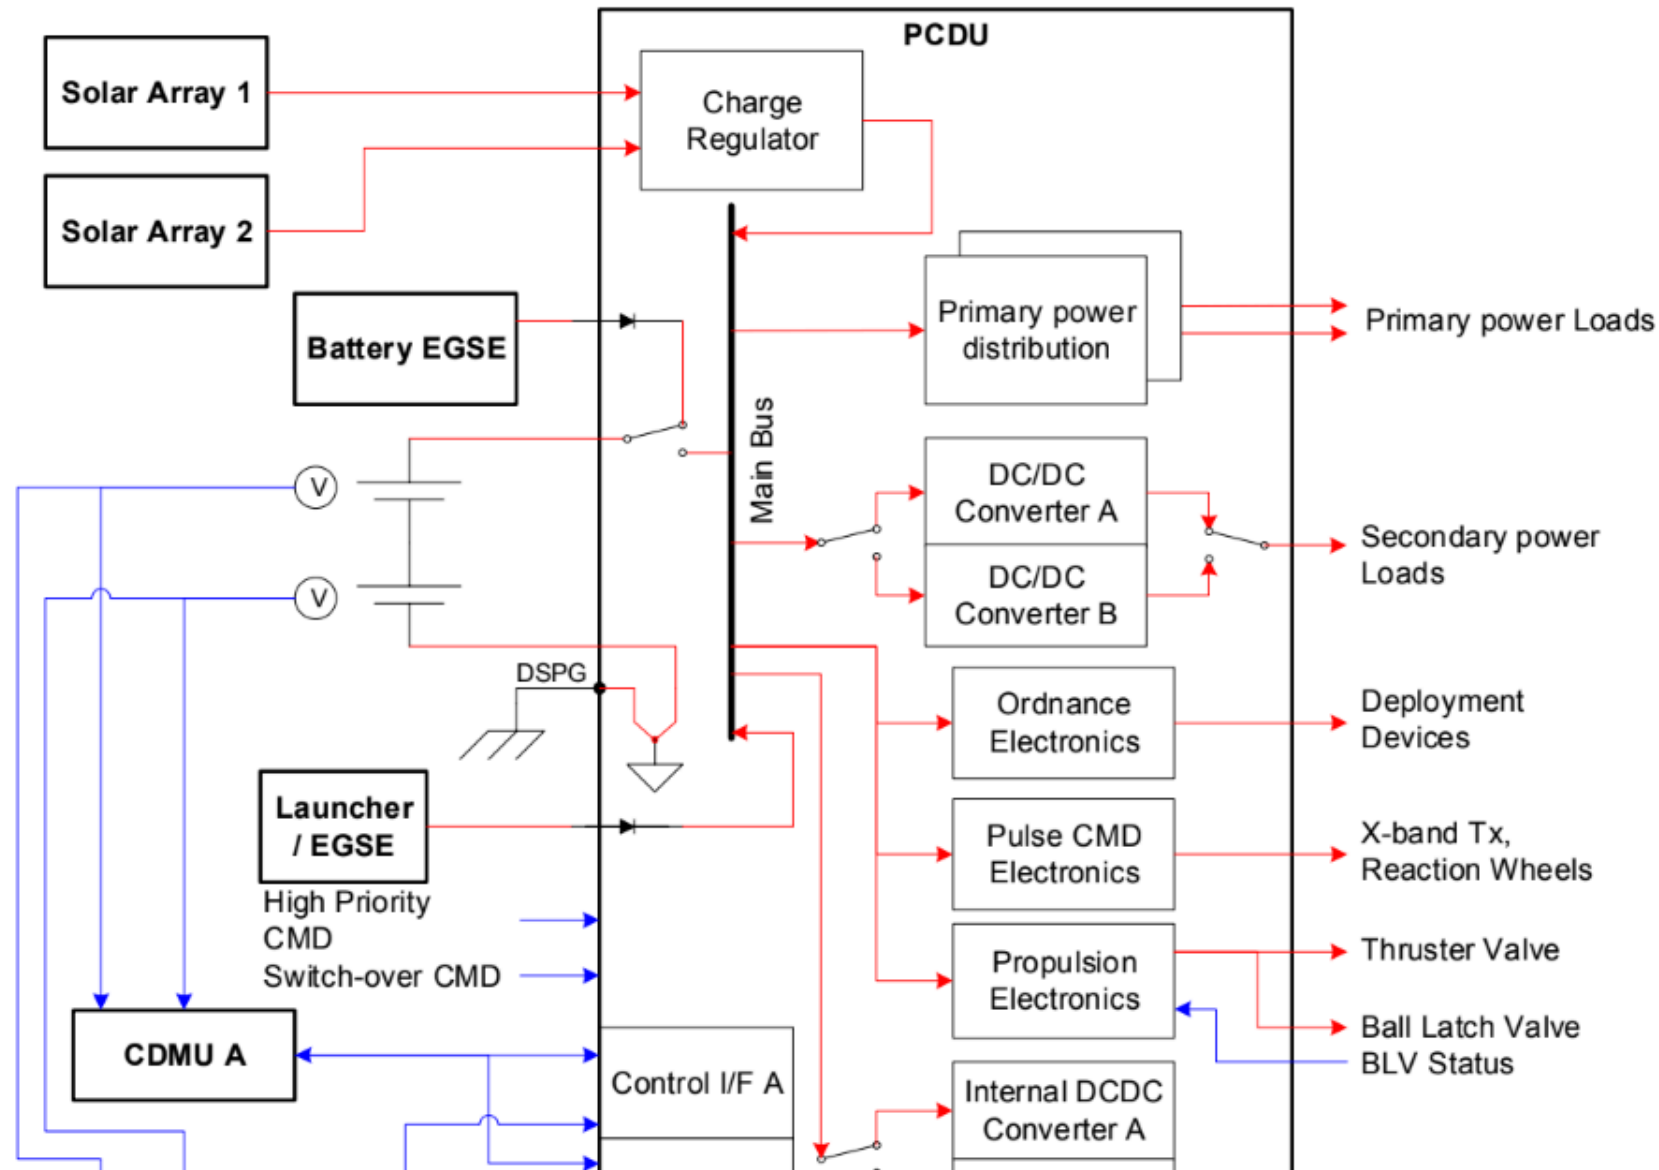 PCDU
Solar Array 1
Charge
Regulator
Solar Array 2
Battery EGSE
Primary power
distribution
Primary power Loads
Main Bus
V
DC/DC
Converter A
Secondary power
Loads
V
DC/DC
Converter B
DSPG
Ordnance
Electronics
Deployment
Devices
Launcher
/ EGSE
Pulse CMD
Electronics
X-band Tx,
Reaction Wheels
High Priority
CMD
Switch-over CMD
Propulsion
Electronics
Thruster Valve
Ball Latch Valve
BLV Status
CDMU A
Control I/F A
Internal DCDC
Converter A